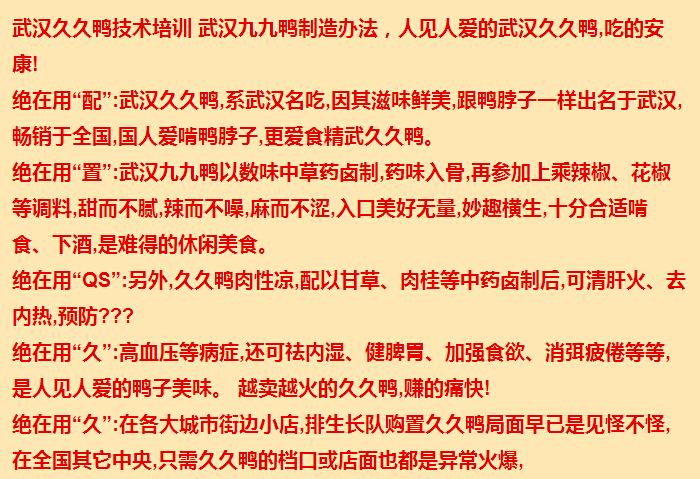 武汉久久鸭技术培训 武汉九九鸭制造办法，人见人爱的武汉久久鸭,吃的安
康!
绝在用“配”:武汉久久鸭,系武汉名吃,因其滋味鲜美,跟鸭脖子一样出名于武汉,
畅销于全国,国人爱啃鸭脖子,更爱食精武久久鸭。
绝在用“置”:武汉九九鸭以数味中草药卤制,药味入骨,再参加上乘辣椒、花椒
等调料,甜而不腻,辣而不噪,麻而不涩,入口美好无量,妙趣横生,十分合适啃
食、下酒,是难得的休闲美食。
绝在用“QS”:另外,久久鸭肉性凉,配以甘草、肉桂等中药卤制后,可清肝火、去
内热,预防???
绝在用“久”:高血压等病症,还可祛内湿、健脾胃、加强食欲、消弭疲倦等等,
是人见人爱的鸭子美味。 越卖越火的久久鸭,赚的痛快!
绝在用“久”:在各大城市街边小店,排生长队购置久久鸭局面早已是见怪不怪,
在全国其它中央,只需久久鸭的档口或店面也都是异常火爆,